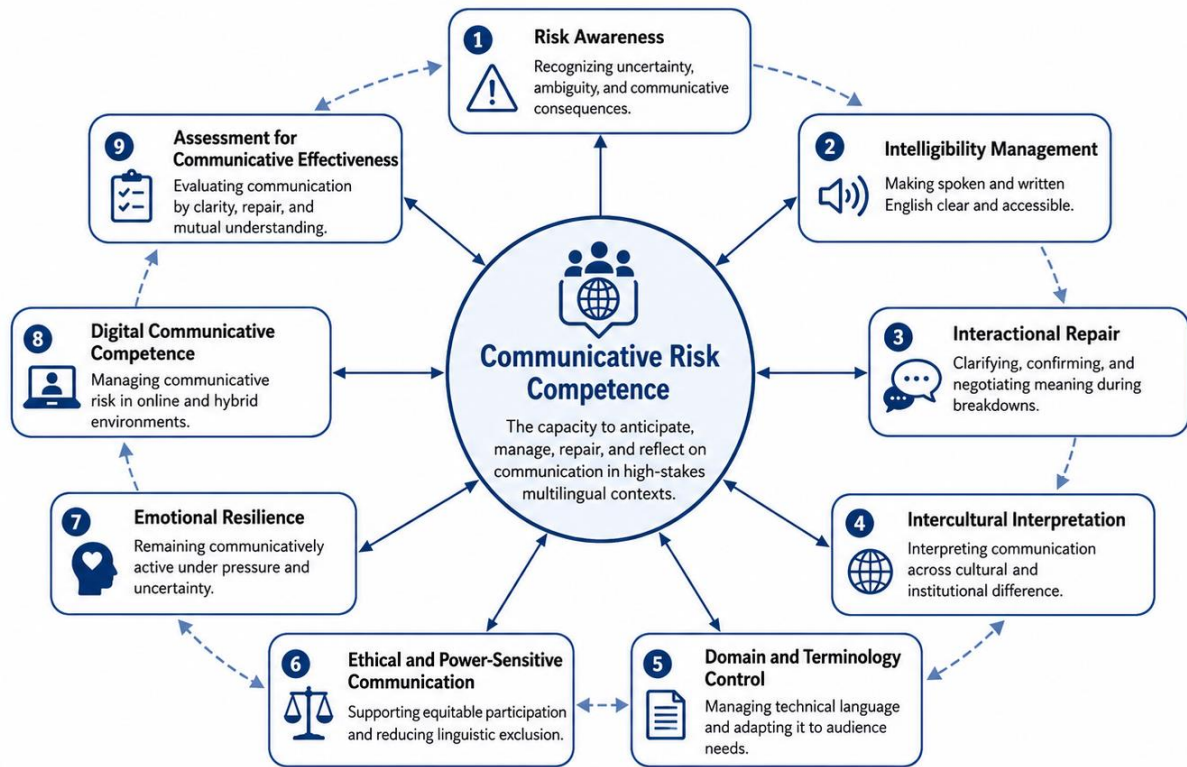 1
Risk Awareness
Recognizing uncertainty,
ambiguity, and communicative
consequences.
2
Intelligibility Management
Making spoken and written
English clear and accessible.
3
Interactional Repair
Clarifying, confirming, and
negotiating meaning during
breakdowns.
4
Intercultural Interpretation
Interpreting communication
across cultural and
institutional difference.
5
Domain and Terminology
Control
Managing technical language
and adapting it to audience
needs.
6
Ethical and Power-Sensitive
Communication
Supporting equitable participation
and reducing linguistic exclusion.
7
Emotional Resilience
Remaining communicatively
active under pressure and
uncertainty.
8
Digital Communicative
Competence
Managing communicative
risk in online and hybrid
environments.
9
Assessment for
Communicative Effectiveness
Evaluating communication
by clarity, repair, and
mutual understanding.
Communicative Risk
Competence
The capacity to anticipate,
manage, repair, and reflect on
communication in high-stakes
multilingual contexts.